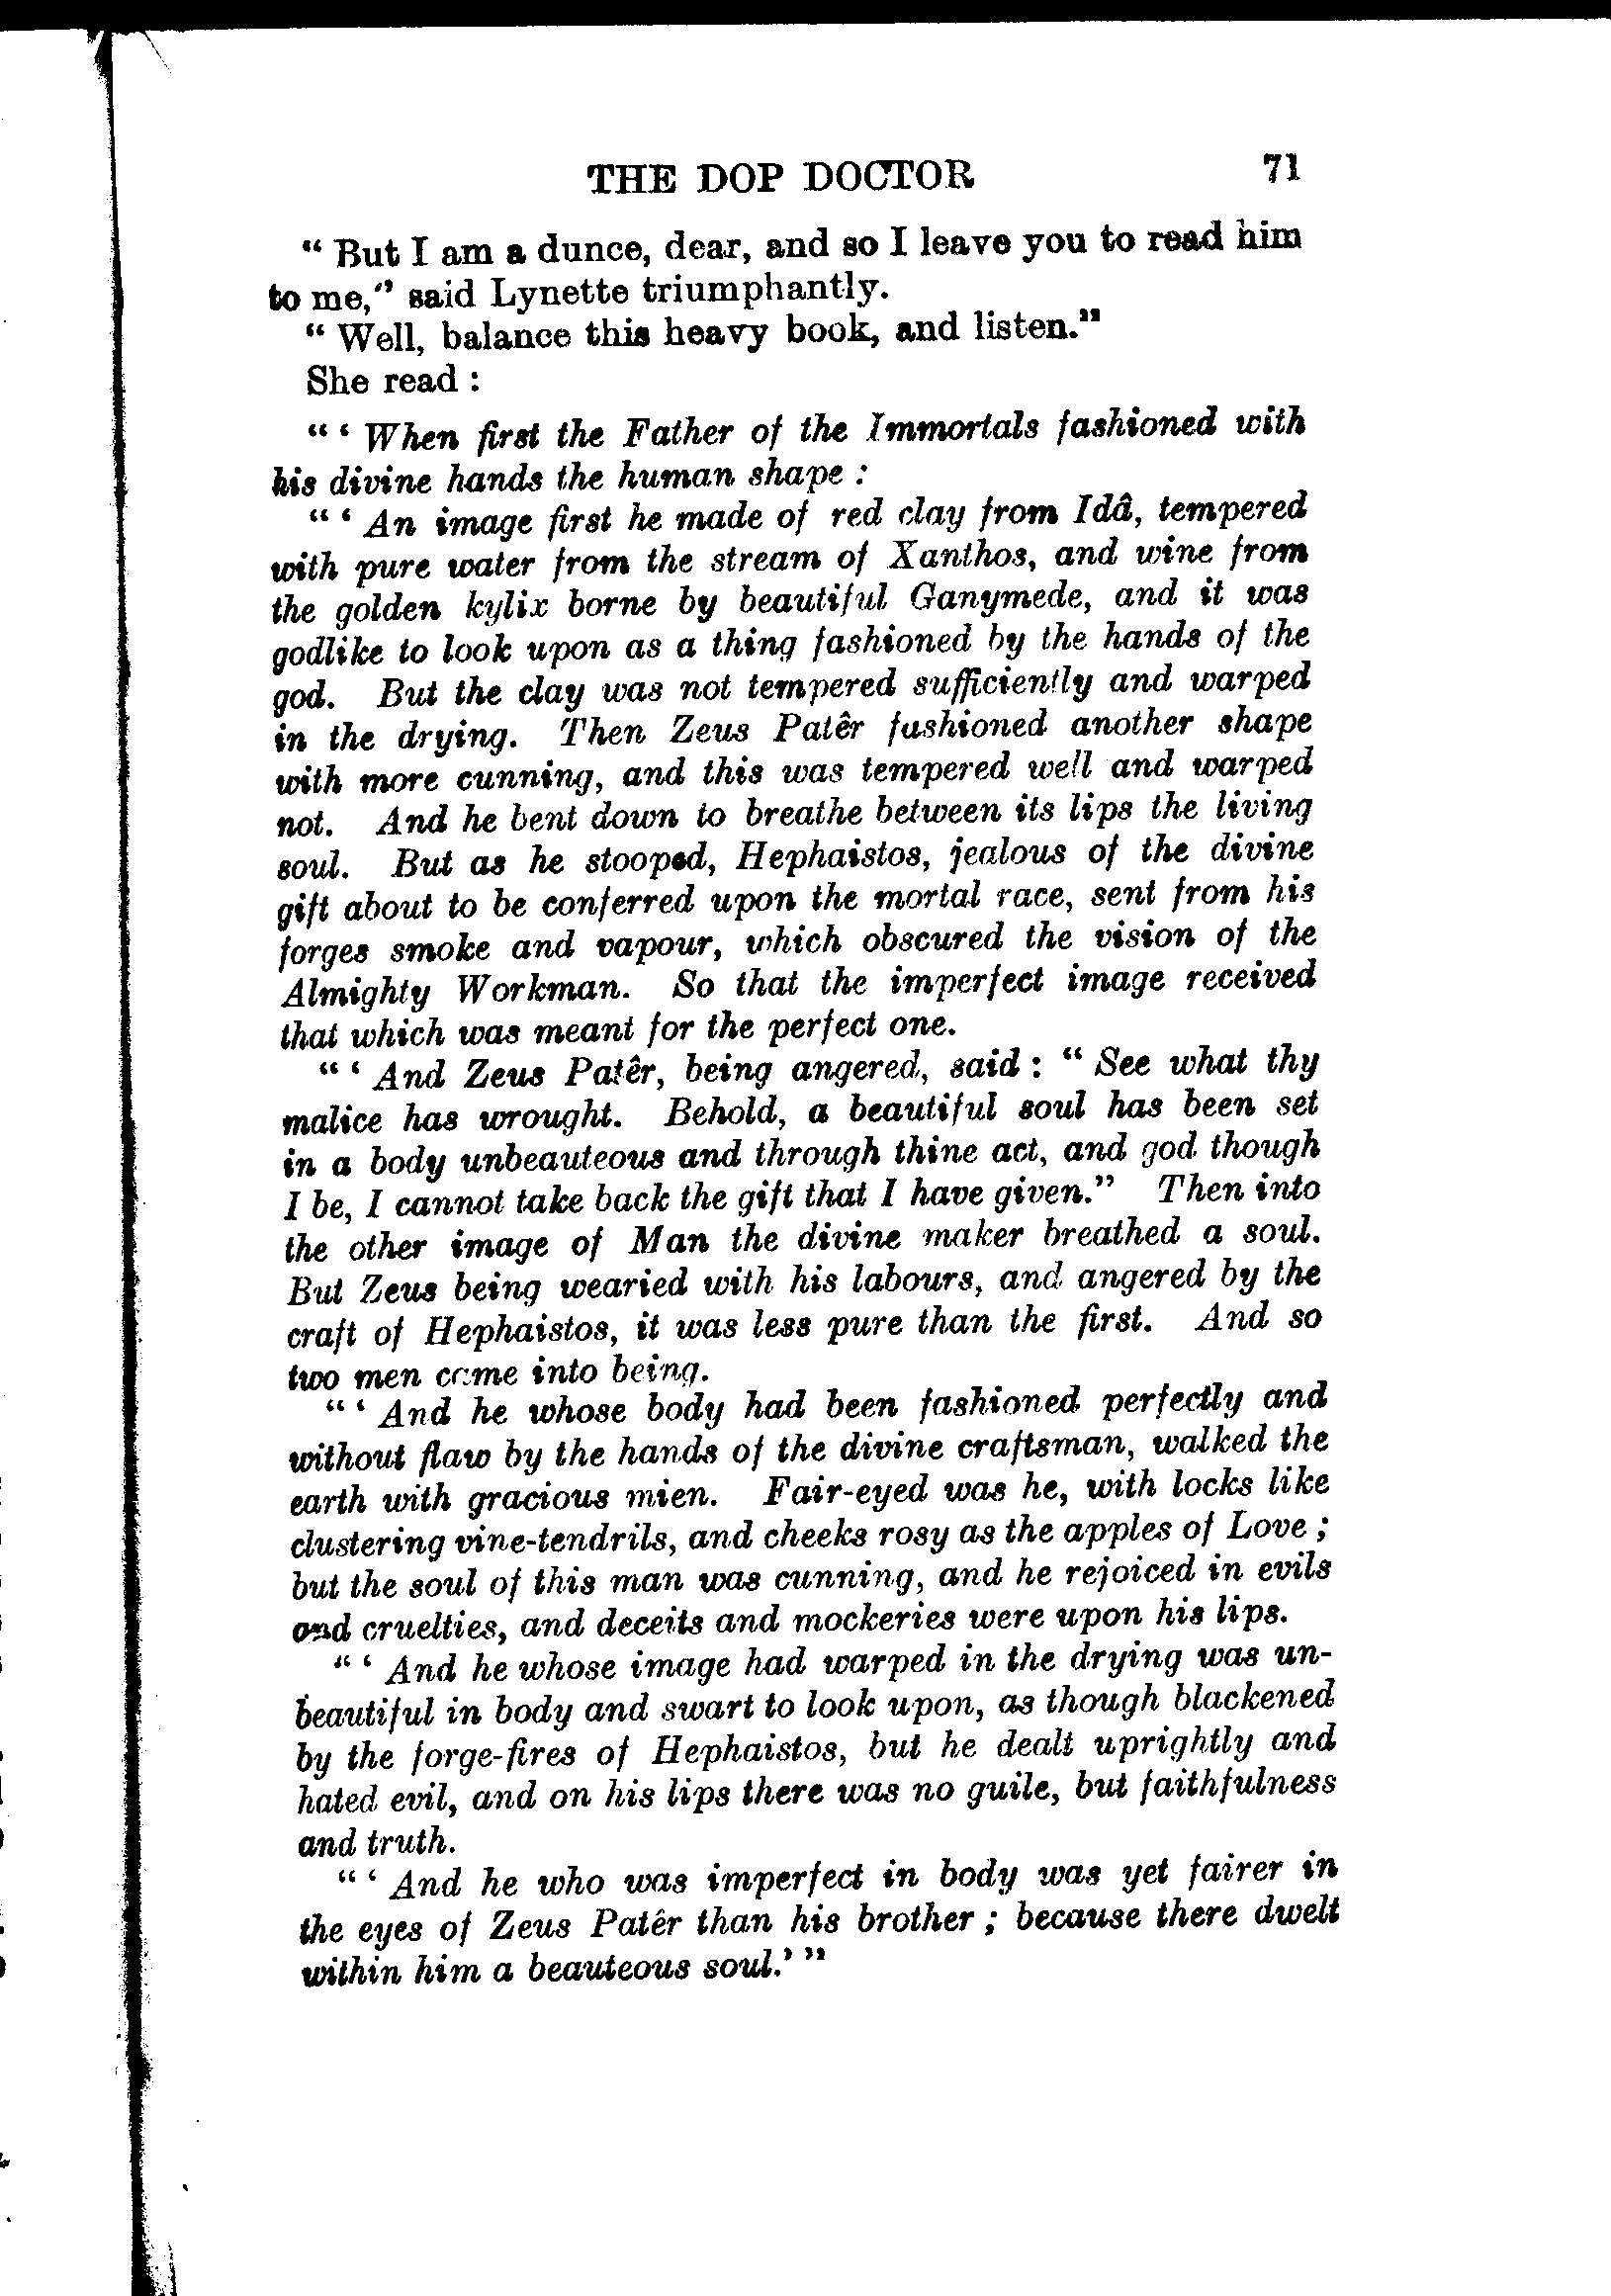 THE DOP DOCTOR 71
“ But I am a dunce, dear, and so I leave you to read him
to me,” said Lynette triumphantly.
“ Well, balance this heavy book, and listen.”
She read :
“ ‘ When first the Father of the Immortals fashioned with
his divine hands the human shape :
“ ‘ An image first he made of red clay from Idâ, tempered
with pure water from the stream of Xanthos, and wine from
the golden kylix borne by beautiful Ganymede, and it was
godlike to look upon as a thing fashioned by the hands of the
god. But the clay was not tempered sufficiently and warped
in the drying. Then Zeus Patêr fashioned another shape
with more cunning, and this was tempered well and warped
not. And he bent down to breathe between its lips the living
soul. But as he stooped, Hephaistos, jealous of the divine
gift about to be conferred upon the mortal race, sent from his
forges smoke and vapour, which obscured the vision of the
Almighty Workman. So that the imperfect image received
that which was meant for the perfect one.
“ ‘ And Zeus Patêr, being angered, said : “ See what thy
malice has wrought. Behold, a beautiful soul has been set
in a body unbeauteous and through thine act, and god though
I be, I cannot take back the gift that I have given.” Then into
the other image of Man the divine maker breathed a soul.
But Zeus being wearied with his labours, and angered by the
craft of Hephaistos, it was less pure than the first. And so
two men came into being.
“ ‘ And he whose body had been fashioned perfectly and
without flaw by the hands of the divine craftsman, walked the
earth with gracious mien. Fair-eyed was he, with locks like
clustering vine-tendrils, and cheeks rosy as the apples of Love ;
but the soul of this man was cunning, and he rejoiced in evils
and cruelties, and deceits and mockeries were upon his lips.
“ ‘ And he whose image had warped in the drying was un-
beautiful in body and swart to look upon, as though blackened
by the forge-fires of Hephaistos, but he dealt uprightly and
hated evil, and on his lips there was no guile, but faithfulness
and truth.
“ ‘ And he who was imperfect in body was yet fairer in
the eyes of Zeus Patêr than his brother ; because there dwelt
within him a beauteous soul.’ ”